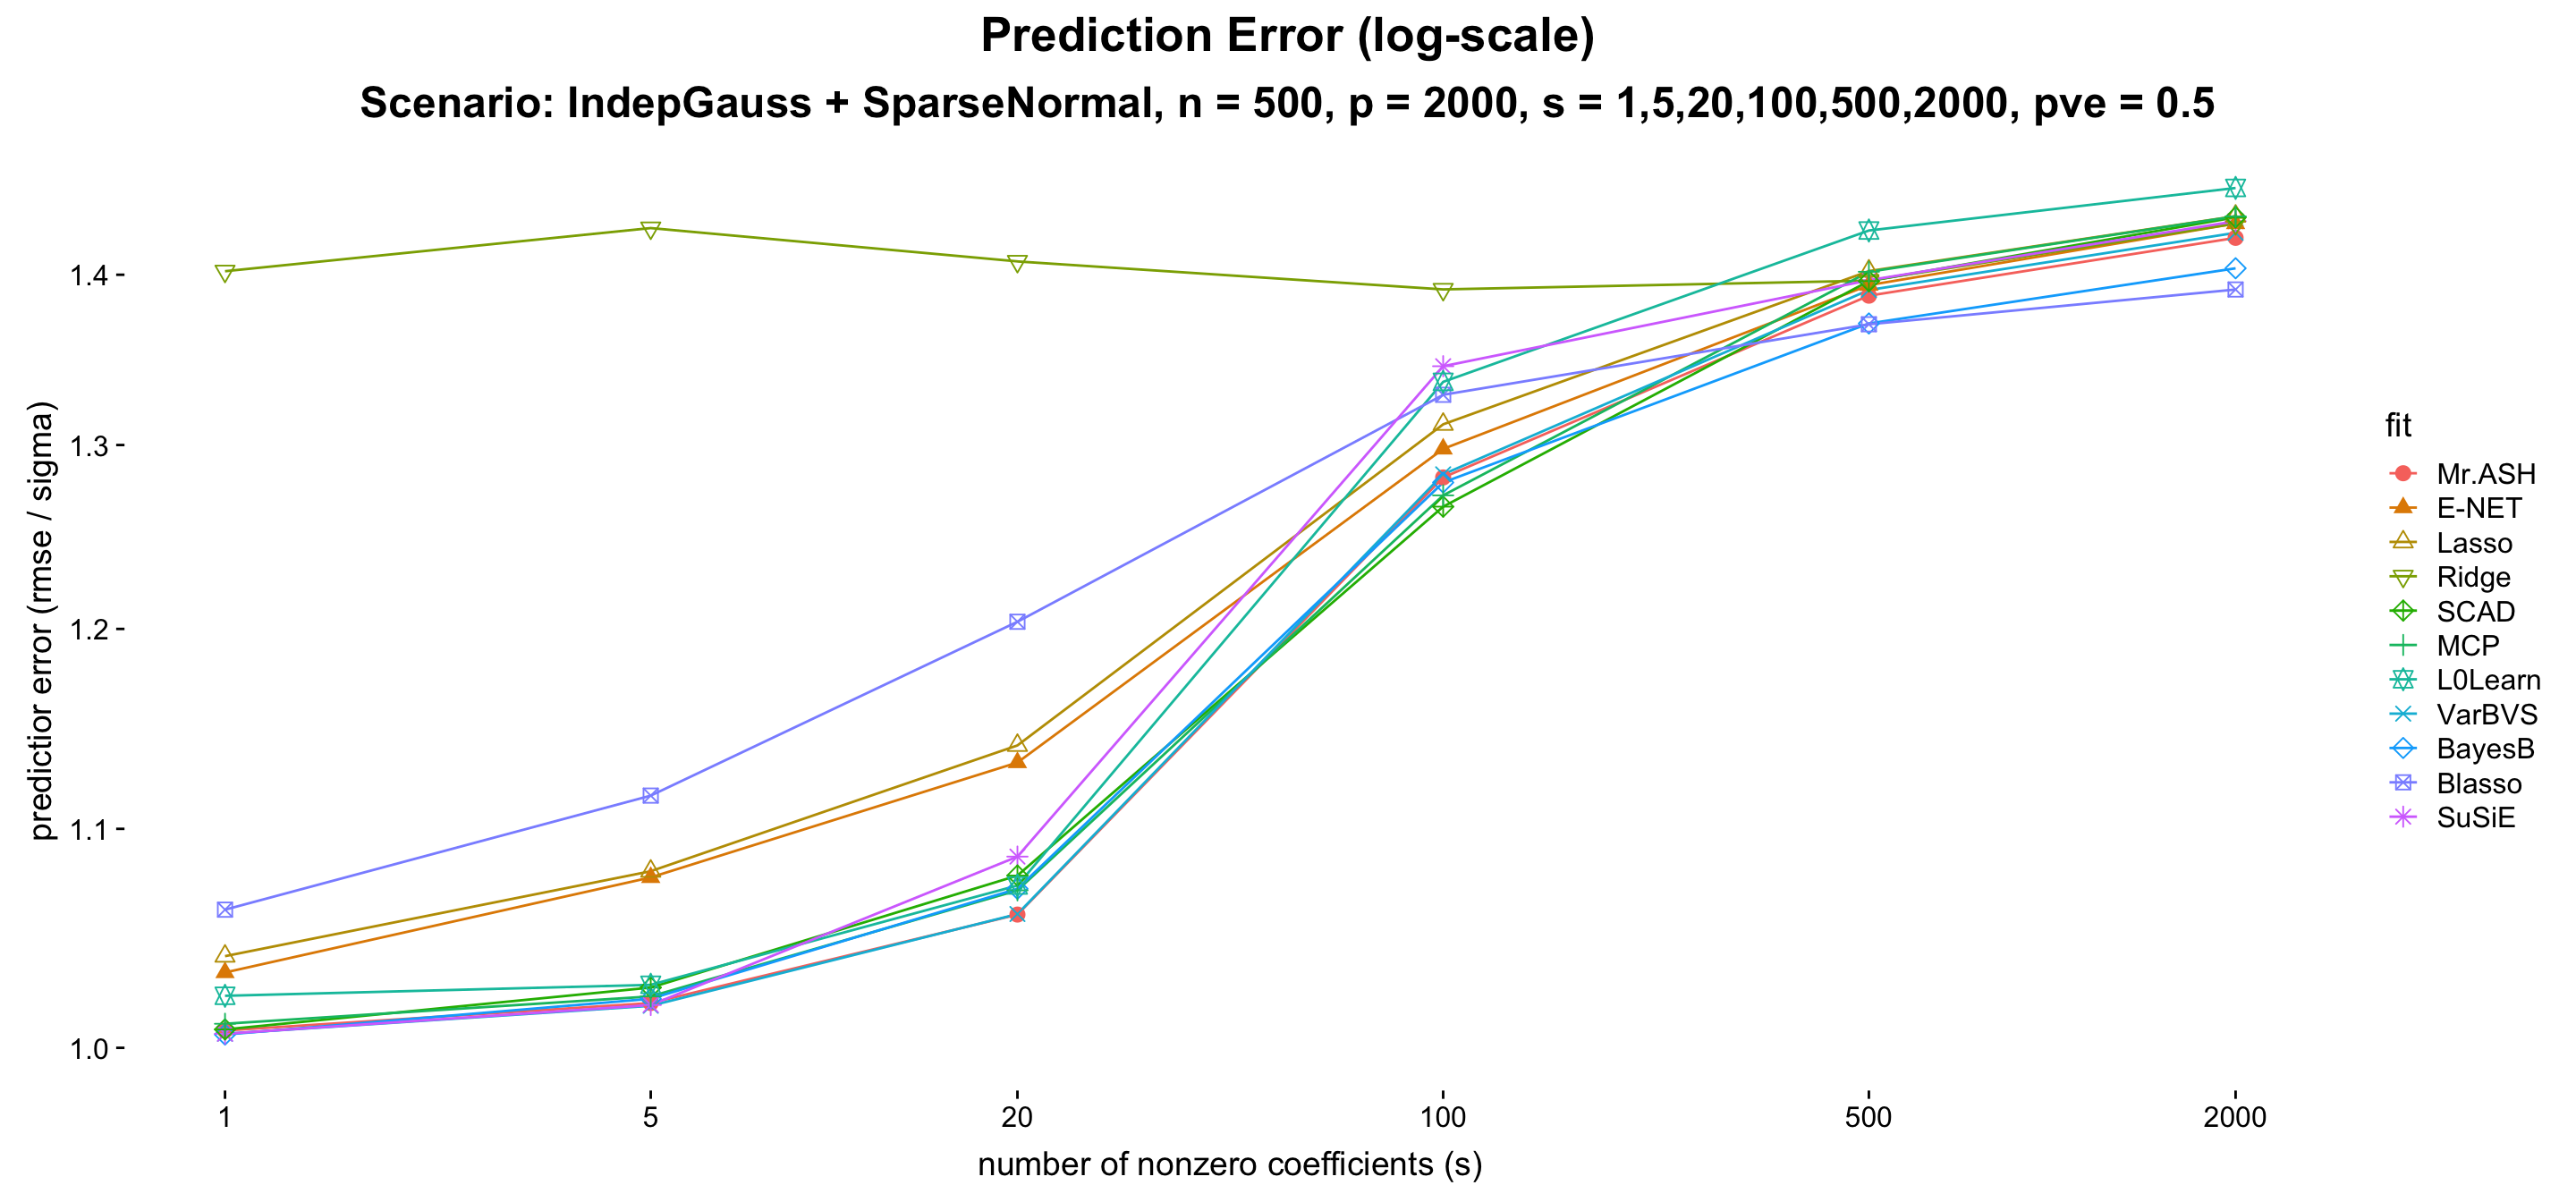 Prediction Error (log-scale)
Scenario: IndepGauss + SparseNormal, n = 500, p = 2000, s = 1,5,20,100,500,2000, pve = 0.5
predictior error (rmse / sigma)
1.4
1.3
1.2
1.1
1.0
1 5 20 100 500 2000
number of nonzero coefficients (s)
fit
Mr.ASH
E-NET
Lasso
Ridge
SCAD
MCP
L0Learn
VarBVS
BayesB
Blasso
SuSiE